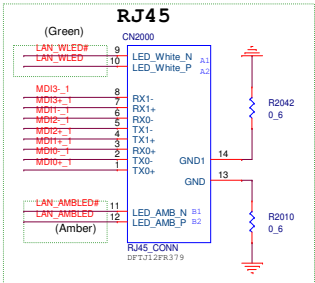 RJ45
(Green)
CN2000
LAN_WLED# 9 LED_White_N A1
LAN_WLED 10 LED_White_P A2
MDI3-_1 8 RX1-
MDI3+_1 7 RX1+
MDI1-_1 6 RX0-
MDI2-_1 5 TX1-
MDI2+_1 4 TX1+
MDI1+_1 3 RX0+
MDI0-_1 2 TX0-
MDI0+_1 1 TX0+
GND1 14
GND 13
R2042
0_6
LAN_AMBLED# 11 LED_AMB_N B1
LAN_AMBLED 12 LED_AMB_P B2
(Amber)
R2010
0_6
RJ45_CONN
DFTJ12FR379